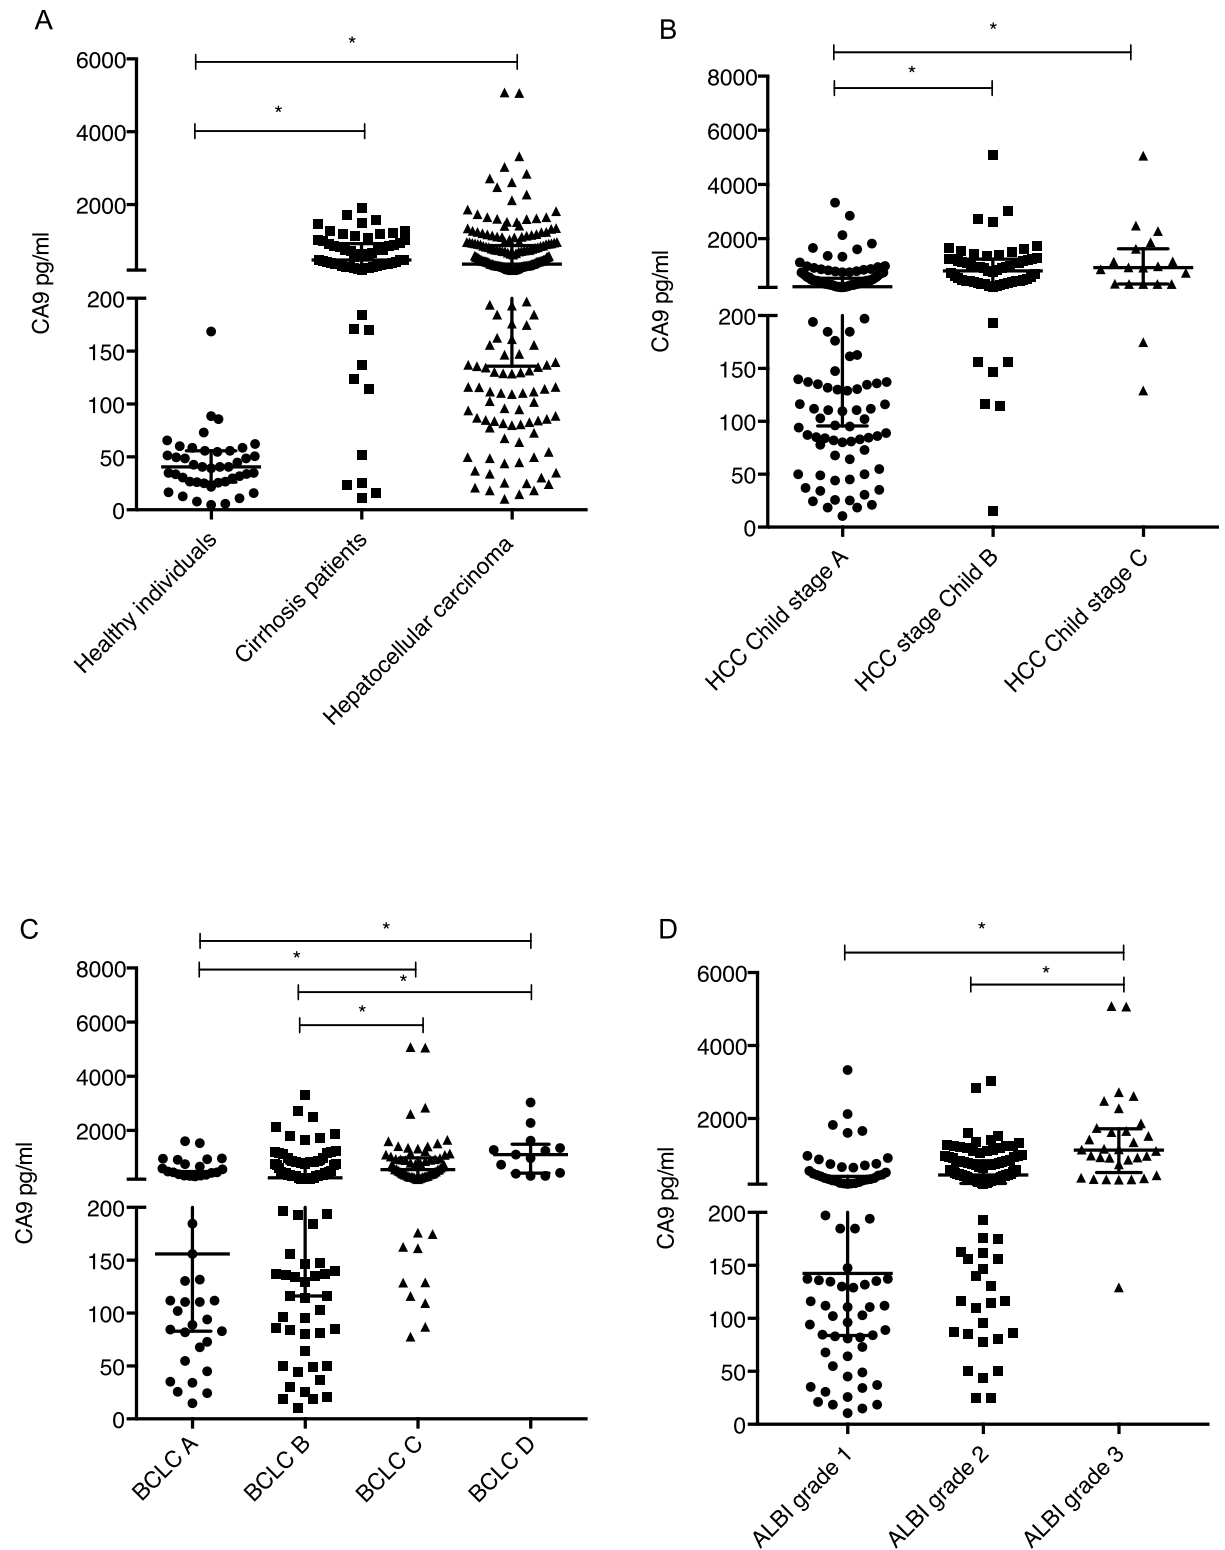 A
CA9 pg/ml
6000
4000
2000
200
150
100
50
0
*
*
Healthy individuals
Cirrhosis patients
Hepatocellular carcinoma
B
CA9 pg/ml
8000
6000
4000
2000
200
150
100
50
0
*
*
HCC Child stage A
HCC stage Child B
HCC Child stage C
C
CA9 pg/ml
8000
6000
4000
2000
200
150
100
50
0
*
*
*
*
BCLC A
BCLC B
BCLC C
BCLC D
D
CA9 pg/ml
6000
4000
2000
200
150
100
50
0
*
*
ALBI grade 1
ALBI grade 2
ALBI grade 3